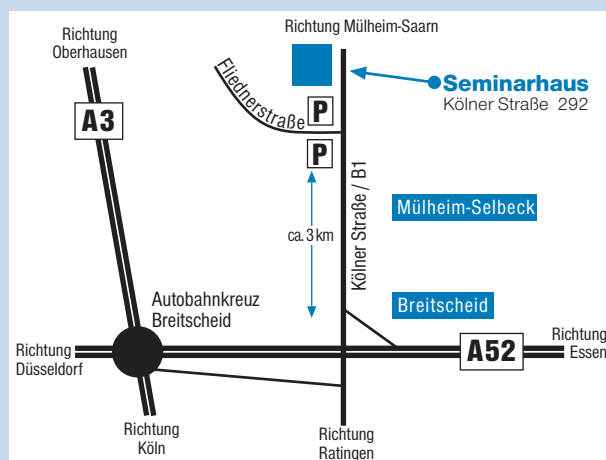 Richtung Mülheim-Saarn
Richtung
Oberhausen
Fliednerstraße
A3
P
P
Seminarhaus
Kölner Straße 292
Kölner Straße / B1
Mülheim-Selbeck
ca. 3 km
Autobahnkreuz
Breitscheid
Breitscheid
Richtung
Düsseldorf
A52
Richtung
Essen
Richtung
Köln
Richtung
Ratingen